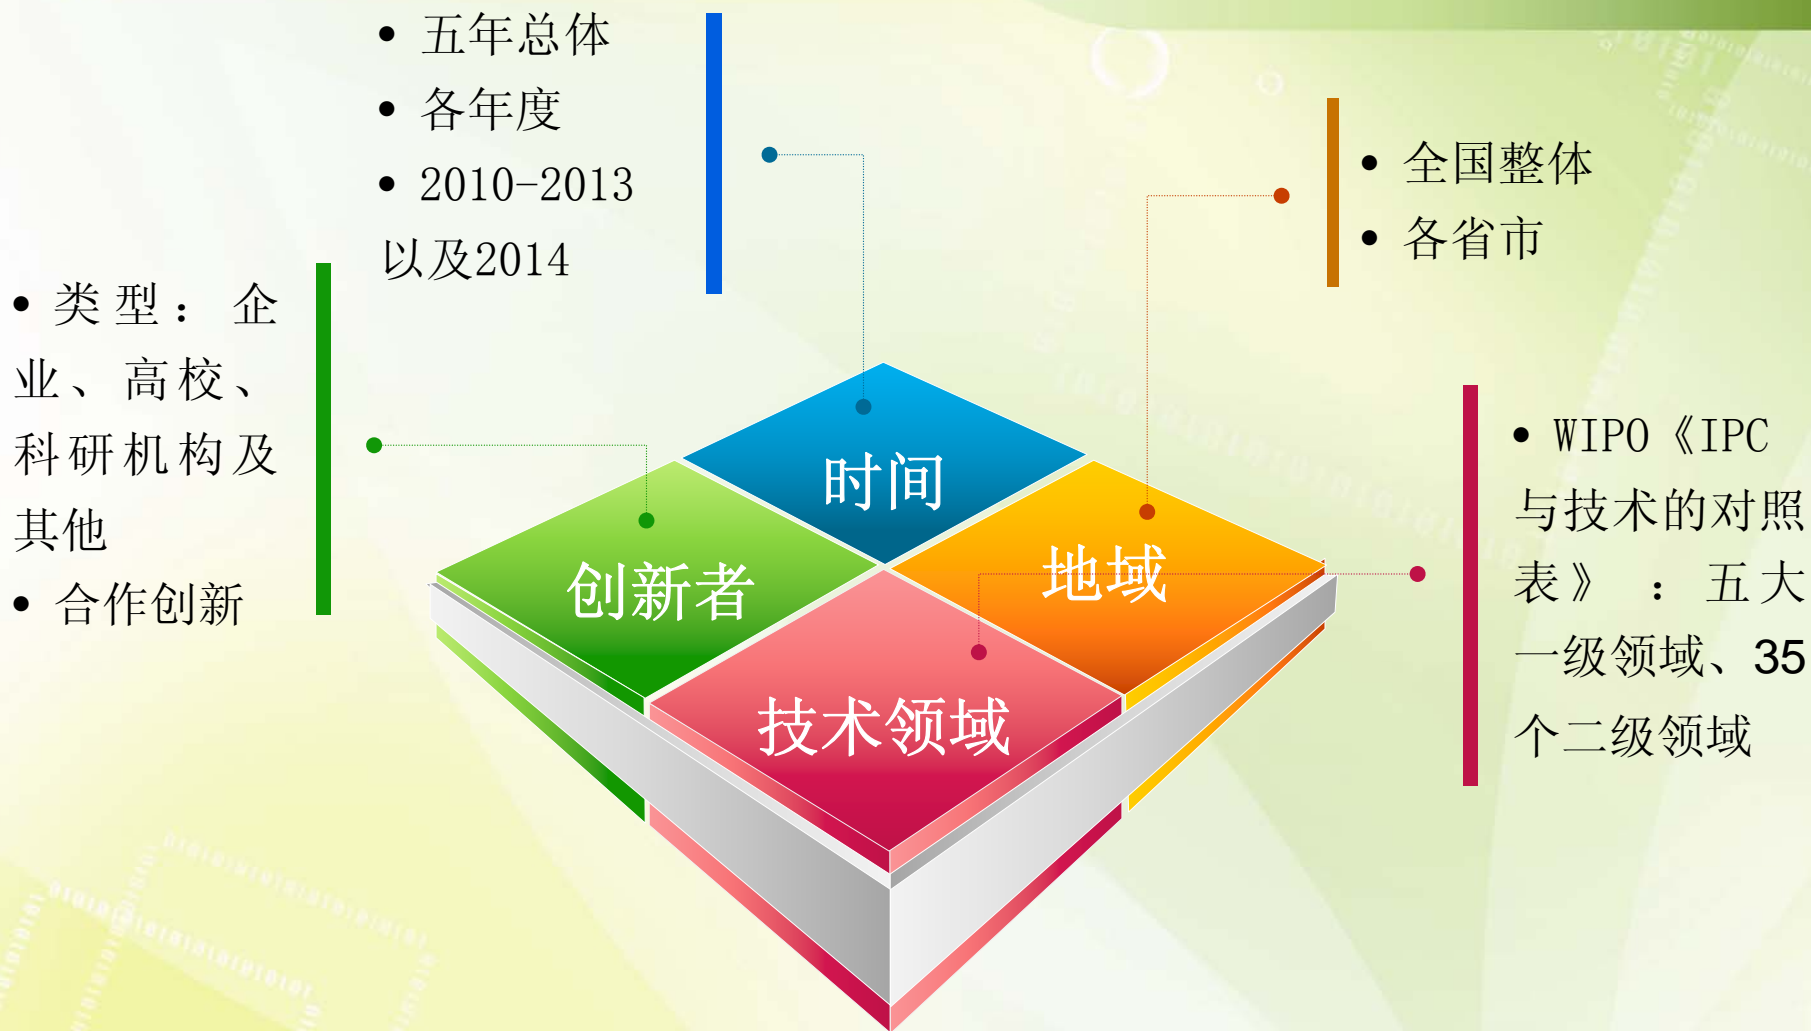 • 五年总体
• 各年度
• 2010-2013
以及2014
• 全国整体
• 各省市
• 类型：企
业、高校、
科研机构及
其他
• 合作创新
• WIPO《IPC
与技术的对照
表》：五大
一级领域、35
个二级领域
时间
创新者
地域
技术领域